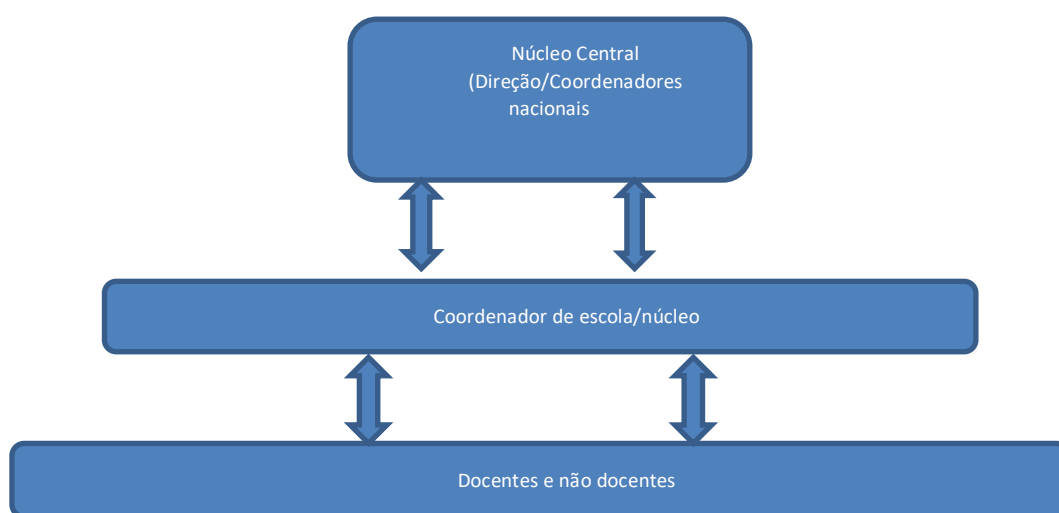 Núcleo Central
(Direção/Coordenadores
nacionais
Coordenador de escola/núcleo
Docentes e não docentes